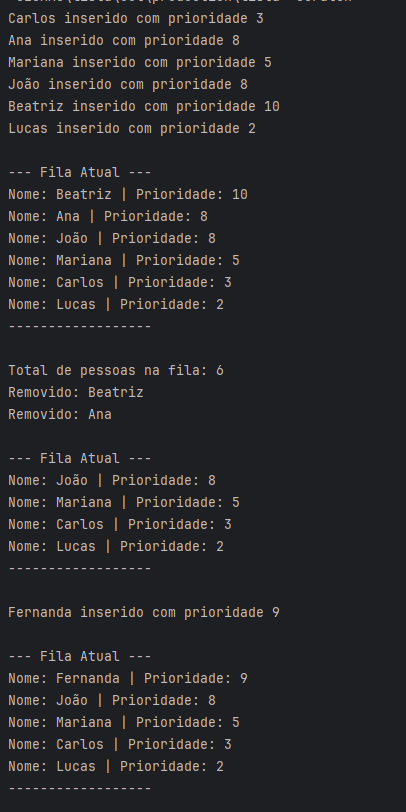 Carlos inserido com prioridade 3
Ana inserido com prioridade 8
Mariana inserido com prioridade 5
João inserido com prioridade 8
Beatriz inserido com prioridade 10
Lucas inserido com prioridade 2
--- Fila Atual ---
Nome: Beatriz | Prioridade: 10
Nome: Ana | Prioridade: 8
Nome: João | Prioridade: 8
Nome: Mariana | Prioridade: 5
Nome: Carlos | Prioridade: 3
Nome: Lucas | Prioridade: 2
------------------
Total de pessoas na fila: 6
Removido: Beatriz
Removido: Ana
--- Fila Atual ---
Nome: João | Prioridade: 8
Nome: Mariana | Prioridade: 5
Nome: Carlos | Prioridade: 3
Nome: Lucas | Prioridade: 2
------------------
Fernanda inserido com prioridade 9
--- Fila Atual ---
Nome: Fernanda | Prioridade: 9
Nome: João | Prioridade: 8
Nome: Mariana | Prioridade: 5
Nome: Carlos | Prioridade: 3
Nome: Lucas | Prioridade: 2
------------------